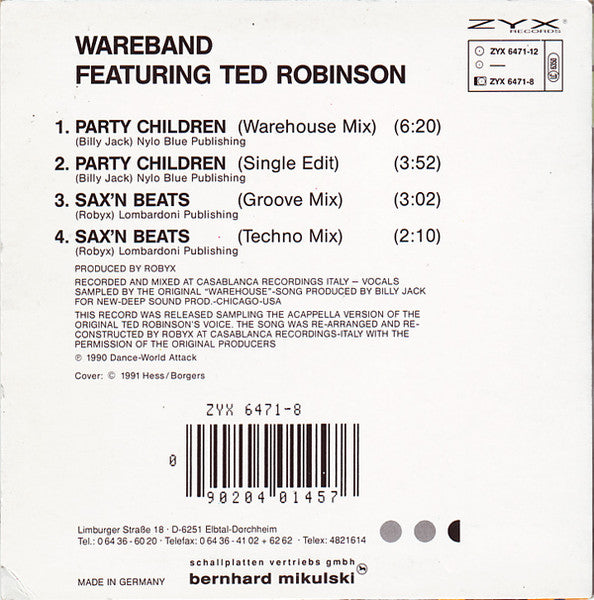 ZYX®
RECORDS
WAREBAND
FEATURING TED ROBINSON
ZYX 6471-12
ZYX 6471-8
1. PARTY CHILDREN (Warehouse Mix) (6:20)
(Billy Jack) Nylo Blue Publishing
2. PARTY CHILDREN (Single Edit) (3:52)
(Billy Jack) Nylo Blue Publishing
3. SAX'N BEATS (Groove Mix) (3:02)
(Robyx) Lombardoni Publishing
4. SAX'N BEATS (Techno Mix) (2:10)
(Robyx) Lombardoni Publishing
PRODUCED BY ROBYX
RECORDED AND MIXED AT CASABLANCA RECORDINGS ITALY – VOCALS
SAMPLED BY THE ORIGINAL "WAREHOUSE"-SONG PRODUCED BY BILLY JACK
FOR NEW-DEEP SOUND PROD.-CHICAGO-USA
THIS RECORD WAS RELEASED SAMPLING THE ACAPPELLA VERSION OF THE
ORIGINAL TED ROBINSON'S VOICE. THE SONG WAS RE-ARRANGED AND RE-
CONSTRUCTED BY ROBYX AT CASABLANCA RECORDINGS-ITALY WITH THE
PERMISSION OF THE ORIGINAL PRODUCERS
℗ 1990 Dance-World Attack
Cover: © 1991 Hess/Borgers
ZYX 6471-8
0 90204 01457
Limburger Straße 18 · D-6251 Elbtal-Dorchheim
Tel.: 0 64 36 - 60 20 · Telefax: 0 64 36 - 41 02 + 62 62 · Telex: 4821614
schallplatten vertriebs gmbh
bernhard mikulski
MADE IN GERMANY